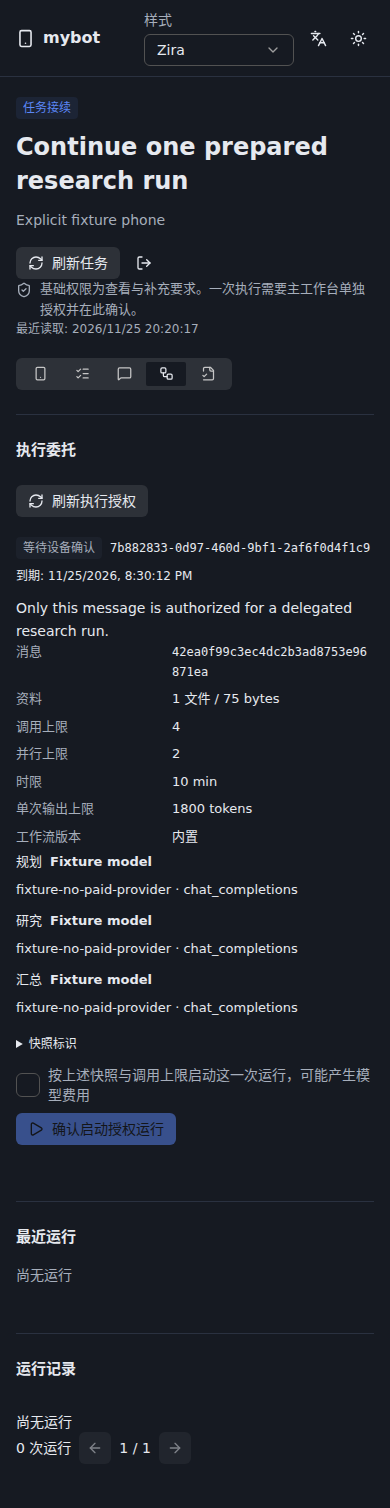 mybot
样式
Zira
任务接续
Continue one prepared
research run
Explicit fixture phone
刷新任务
基础权限为查看与补充要求。一次执行需要主工作台单独
授权并在此确认。
最近读取: 2026/11/25 20:20:17
执行委托
刷新执行授权
等待设备确认 7b882833-0d97-460d-9bf1-2af6f0d4f1c9
到期: 11/25/2026, 8:30:12 PM
Only this message is authorized for a delegated
research run.
消息 42ea0f99c3ec4dc2b3ad8753e96
871ea
资料 1 文件 / 75 bytes
调用上限 4
并行上限 2
时限 10 min
单次输出上限 1800 tokens
工作流版本 内置
规划 Fixture model
fixture-no-paid-provider · chat_completions
研究 Fixture model
fixture-no-paid-provider · chat_completions
汇总 Fixture model
fixture-no-paid-provider · chat_completions
快照标识
按上述快照与调用上限启动这一次运行，可能产生模
型费用
确认启动授权运行
最近运行
尚无运行
运行记录
尚无运行
0 次运行 1 / 1